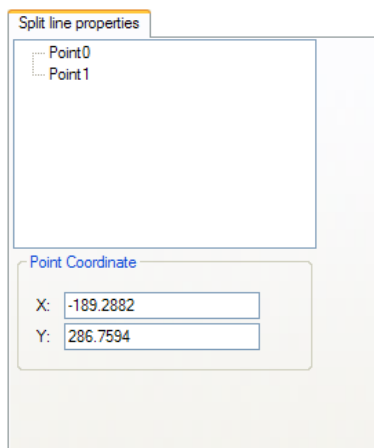 Split line properties
Point0
Point1
Point Coordinate
X: -189.2882
Y: 286.7594